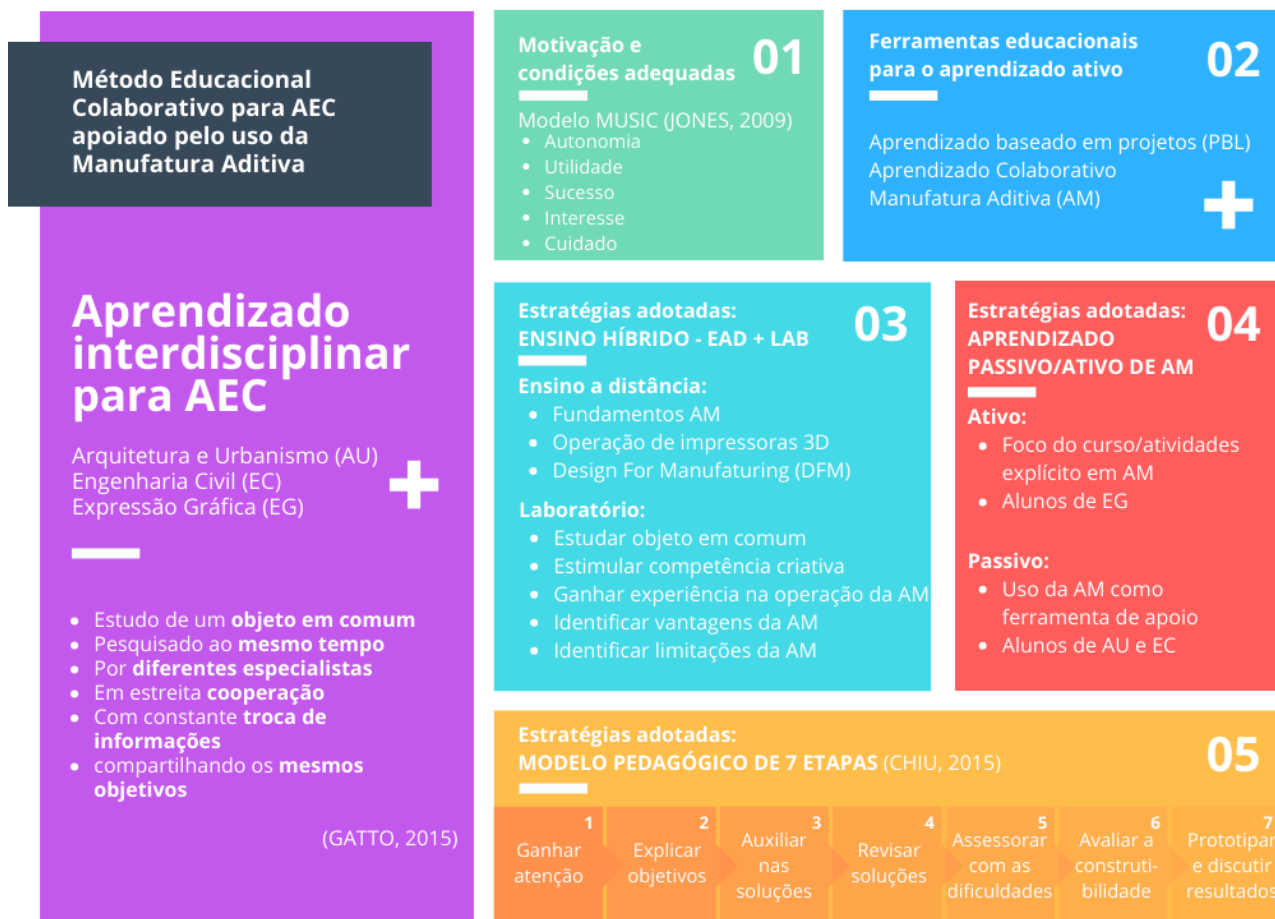 Método Educacional
Colaborativo para AEC
apoiado pelo uso da
Manufatura Aditiva
Aprendizado
interdisciplinar
para AEC
Arquitetura e Urbanismo (AU)
Engenharia Civil (EC)
Expressão Gráfica (EG)
+
• Estudo de um objeto em comum
• Pesquisado ao mesmo tempo
• Por diferentes especialistas
• Em estreita cooperação
• Com constante troca de
informações
• compartilhando os mesmos
objetivos
(GATTO, 2015)
Motivação e
condições adequadas
01
Modelo MUSIC (JONES, 2009)
• Autonomia
• Utilidade
• Sucesso
• Interesse
• Cuidado
Ferramentas educacionais
para o aprendizado ativo
02
Aprendizado baseado em projetos (PBL)
Aprendizado Colaborativo
Manufatura Aditiva (AM)
+
Estratégias adotadas:
ENSINO HÍBRIDO - EAD + LAB
03
Ensino a distância:
• Fundamentos AM
• Operação de impressoras 3D
• Design For Manufaturing (DFM)
Laboratório:
• Estudar objeto em comum
• Estimular competência criativa
• Ganhar experiência na operação da AM
• Identificar vantagens da AM
• Identificar limitações da AM
Estratégias adotadas:
APRENDIZADO
PASSIVO/ATIVO DE AM
04
Ativo:
• Foco do curso/atividades
explícito em AM
• Alunos de EG
Passivo:
• Uso da AM como
ferramenta de apoio
• Alunos de AU e EC
Estratégias adotadas:
MODELO PEDAGÓGICO DE 7 ETAPAS (CHIU, 2015)
05
1
Ganhar
atenção
2
Explicar
objetivos
3
Auxiliar
nas
soluções
4
Revisar
soluções
5
Assessorar
com as
dificuldades
6
Avaliar a
construti-
bilidade
7
Prototipar
e discutir
resultados